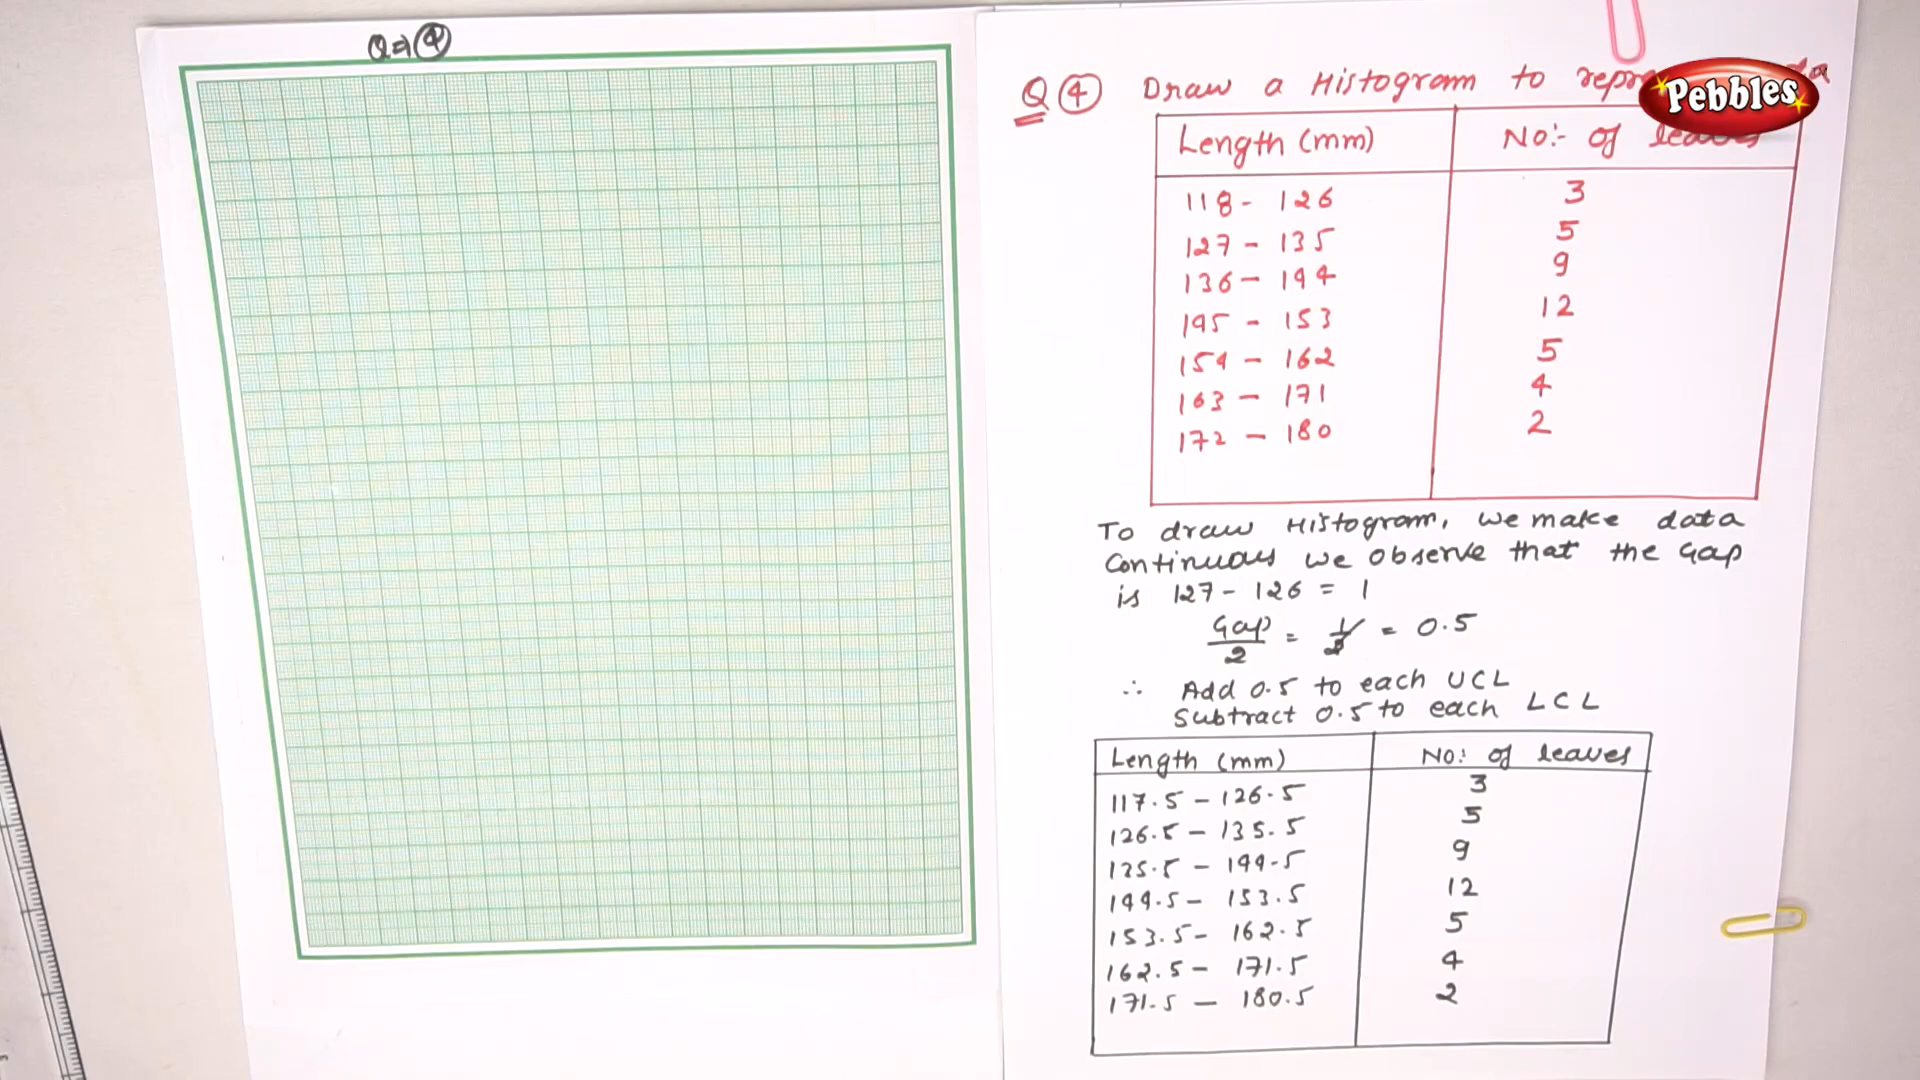 Q⇒④
Q ④ Draw a Histogram to
Pebbles
Length (mm) No:- of leaves
118 - 126 3
127 - 135 5
136 - 144 9
145 - 153 12
154 - 162 5
163 - 171 4
172 - 180 2
To draw Histogram, we make data
Continuous we observe that the Gap
is 127 - 126 = 1
Gap/2 = 1/2 = 0.5
∴ Add 0.5 to each UCL
Subtract 0.5 to each LCL
Length (mm) No: of leaves
117.5 - 126.5 3
126.5 - 135.5 5
135.5 - 144.5 9
144.5 - 153.5 12
153.5 - 162.5 5
162.5 - 171.5 4
171.5 - 180.5 2